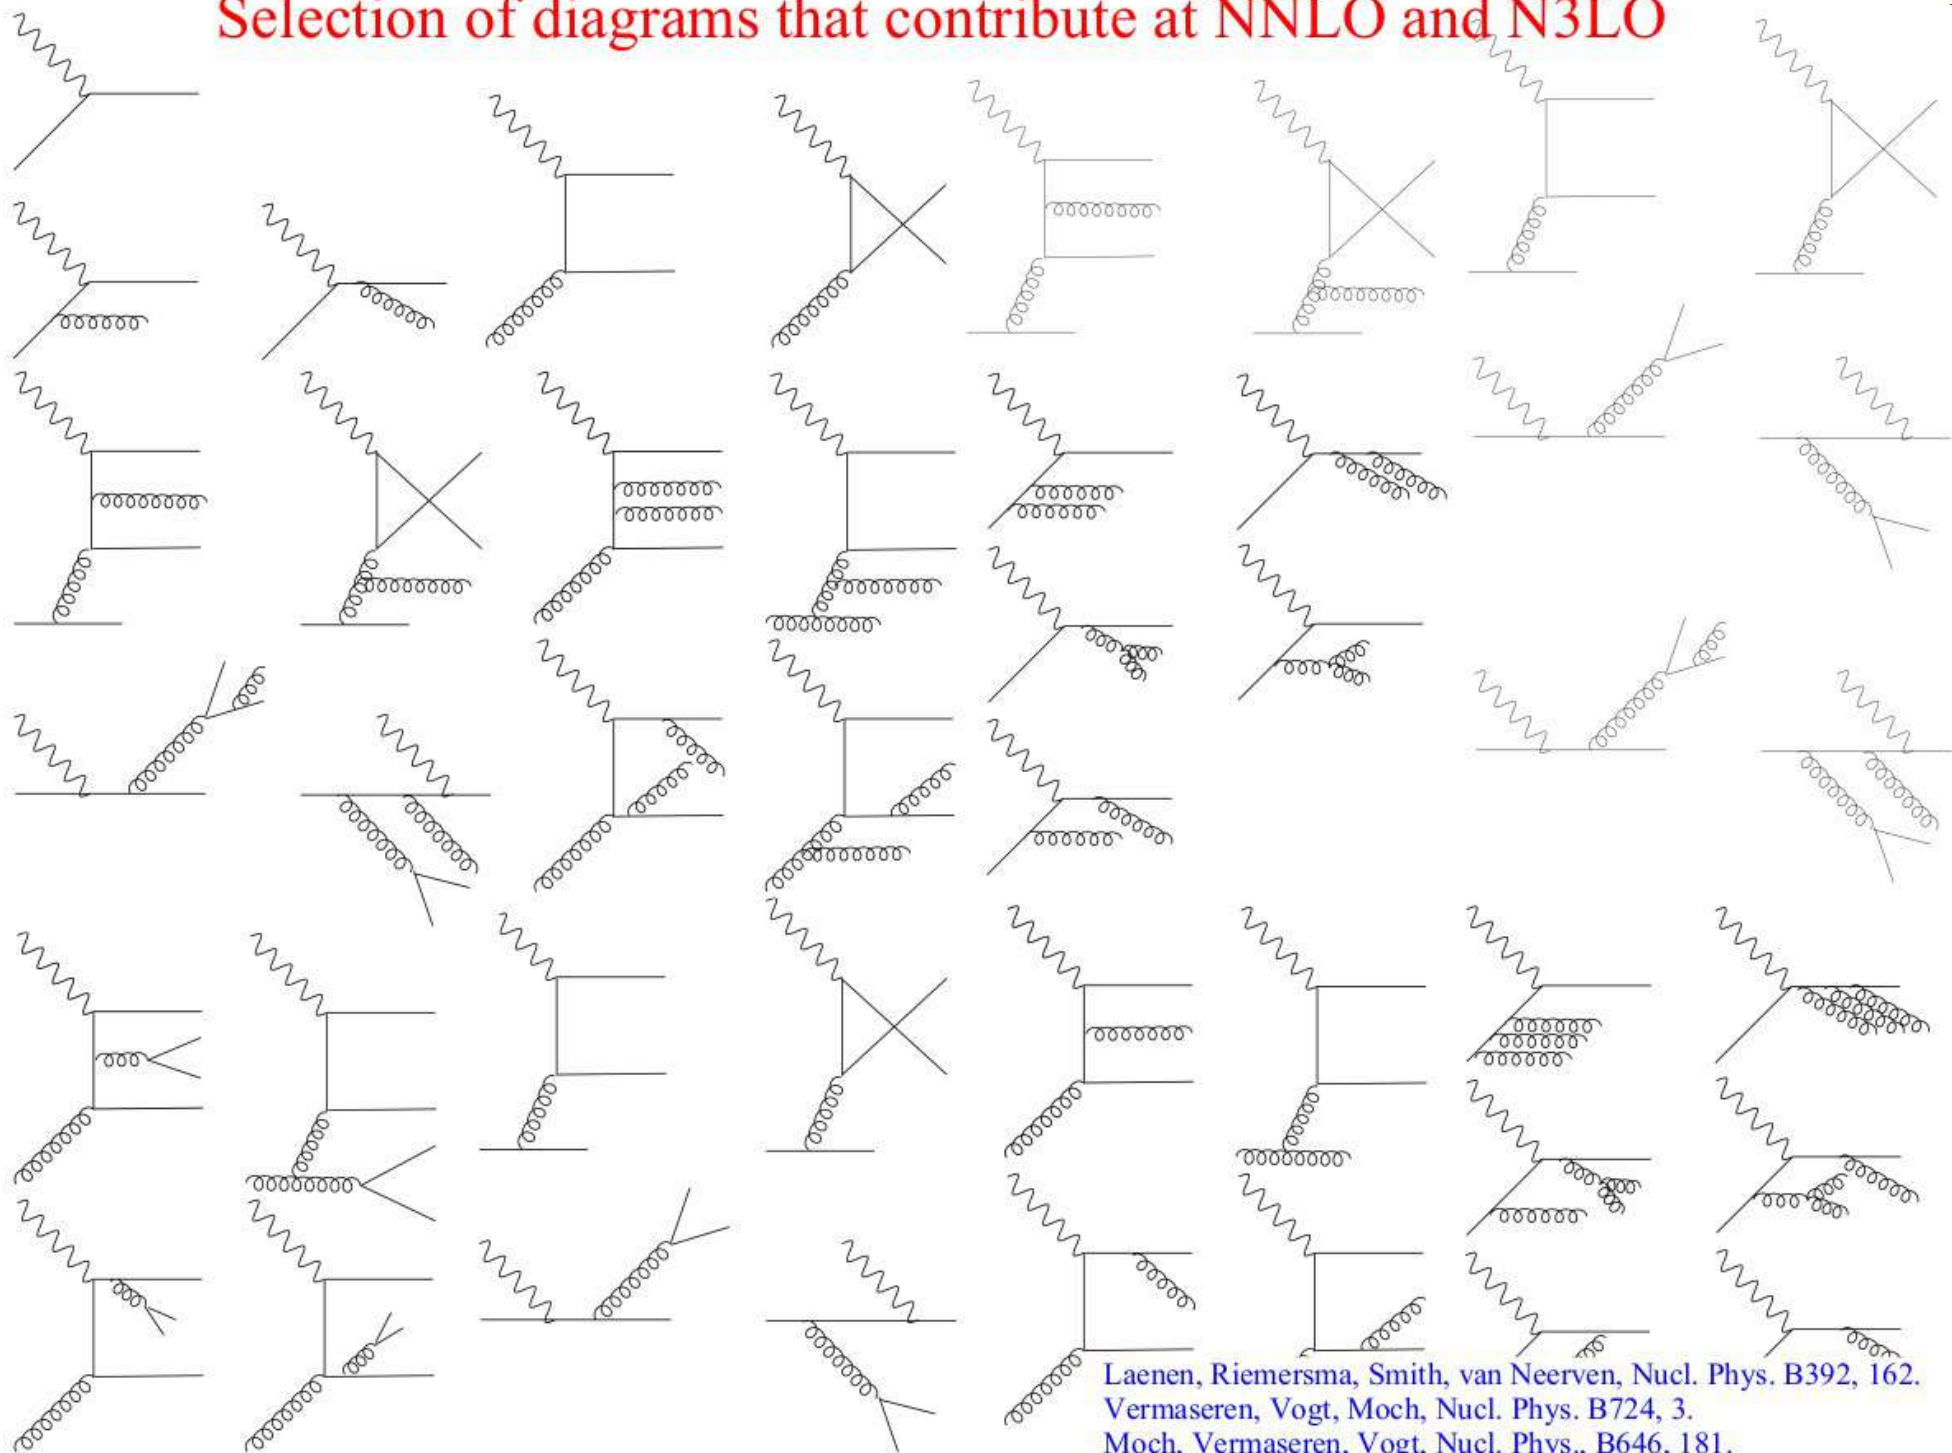 Selection of diagrams that contribute at NNLO and N3LO
Laenen, Riemersma, Smith, van Neerven, Nucl. Phys. B392, 162.
Vermaseren, Vogt, Moch, Nucl. Phys. B724, 3.
Moch, Vermaseren, Vogt, Nucl. Phys., B646, 181.